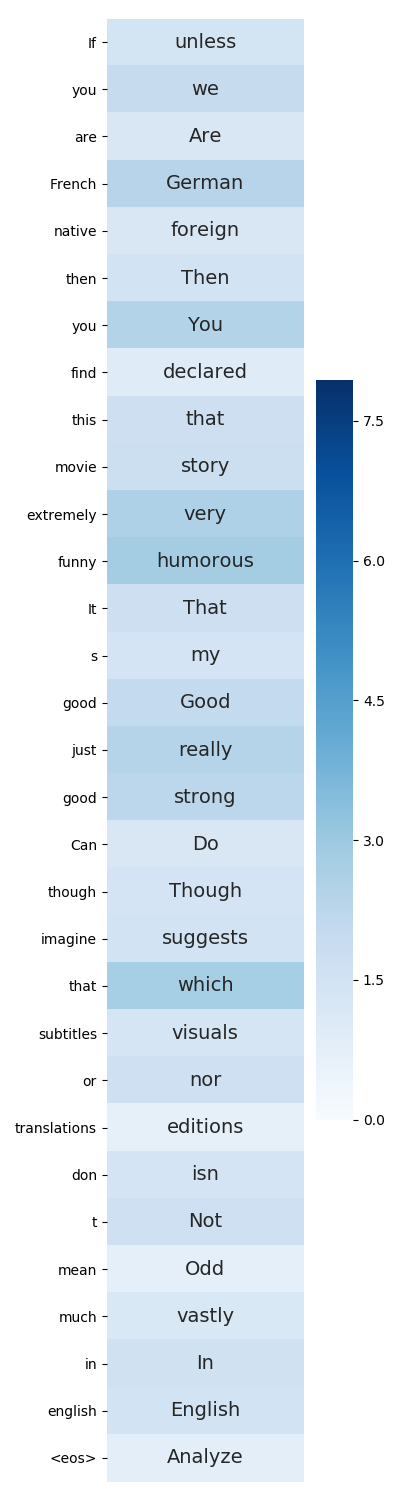 If unless
you we
are Are
French German
native foreign
then Then
you You
find declared
this that
movie story
extremely very
funny humorous
It That
s my
good Good
just really
good strong
Can Do
though Though
imagine suggests
that which
subtitles visuals
or nor
translations editions
don isn
t Not
mean Odd
much vastly
in In
english English
<eos> Analyze
7.5
6.0
4.5
3.0
1.5
0.0